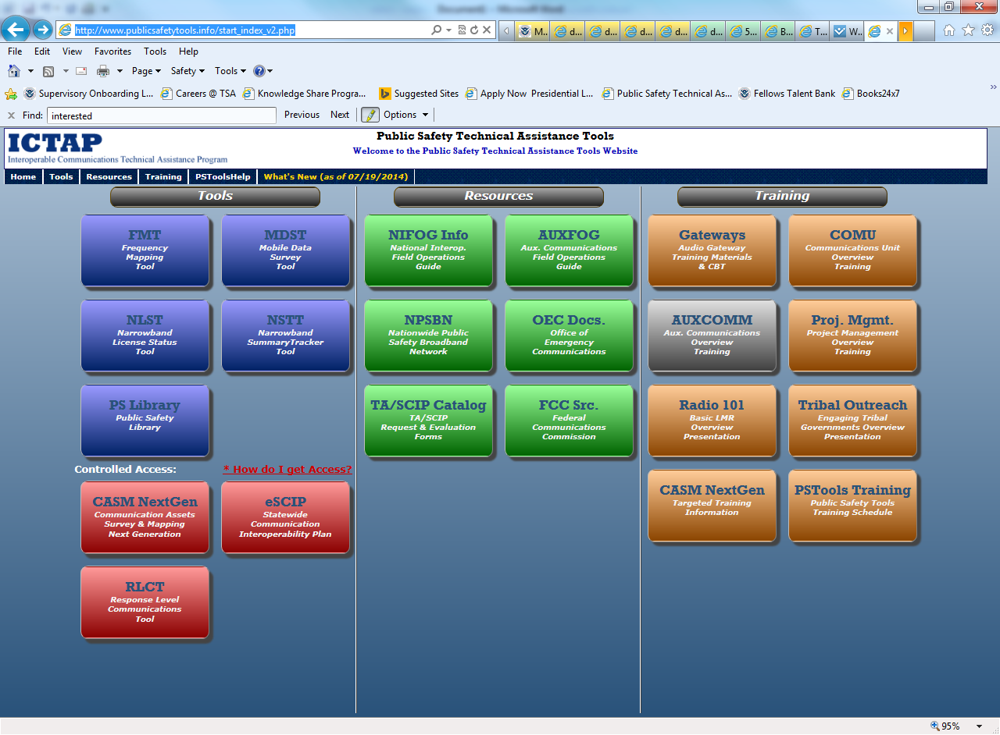 Document1 - Microsoft Word
http://www.publicsafetytools.info/start_index_v2.php
M... d... d... d... d... d... 5... B... T... W...
File Edit View Favorites Tools Help
Page Safety Tools
Supervisory Onboarding L... Careers @ TSA Knowledge Share Progra... Suggested Sites Apply Now Presidential L... Public Safety Technical As... Fellows Talent Bank Books24x7
x Find: interested Previous Next Options
ICTAP
Interoperable Communications Technical Assistance Program
Public Safety Technical Assistance Tools
Welcome to the Public Safety Technical Assistance Tools Website
Home Tools Resources Training PSToolsHelp What's New (as of 07/19/2014)
Tools
FMT
Frequency
Mapping
Tool
MDST
Mobile Data
Survey
Tool
NLST
Narrowband
License Status
Tool
NSTT
Narrowband
SummaryTracker
Tool
PS Library
Public Safety
Library
Controlled Access: * How do I get Access?
CASM NextGen
Communication Assets
Survey & Mapping
Next Generation
eSCIP
Statewide
Communication
Interoperability Plan
RLCT
Response Level
Communications
Tool
Resources
NIFOG Info
National Interop.
Field Operations
Guide
AUXFOG
Aux. Communications
Field Operations
Guide
NPSBN
Nationwide Public
Safety Broadband
Network
OEC Docs.
Office of
Emergency
Communications
TA/SCIP Catalog
TA/SCIP
Request & Evaluation
Forms
FCC Src.
Federal
Communications
Commission
Training
Gateways
Audio Gateway
Training Materials
& CBT
COMU
Communications Unit
Overview
Training
AUXCOMM
Aux. Communications
Overview
Training
Proj. Mgmt.
Project Management
Overview
Training
Radio 101
Basic LMR
Overview
Presentation
Tribal Outreach
Engaging Tribal
Governments Overview
Presentation
CASM NextGen
Targeted Training
Information
PSTools Training
Public Safety Tools
Training Schedule
95%